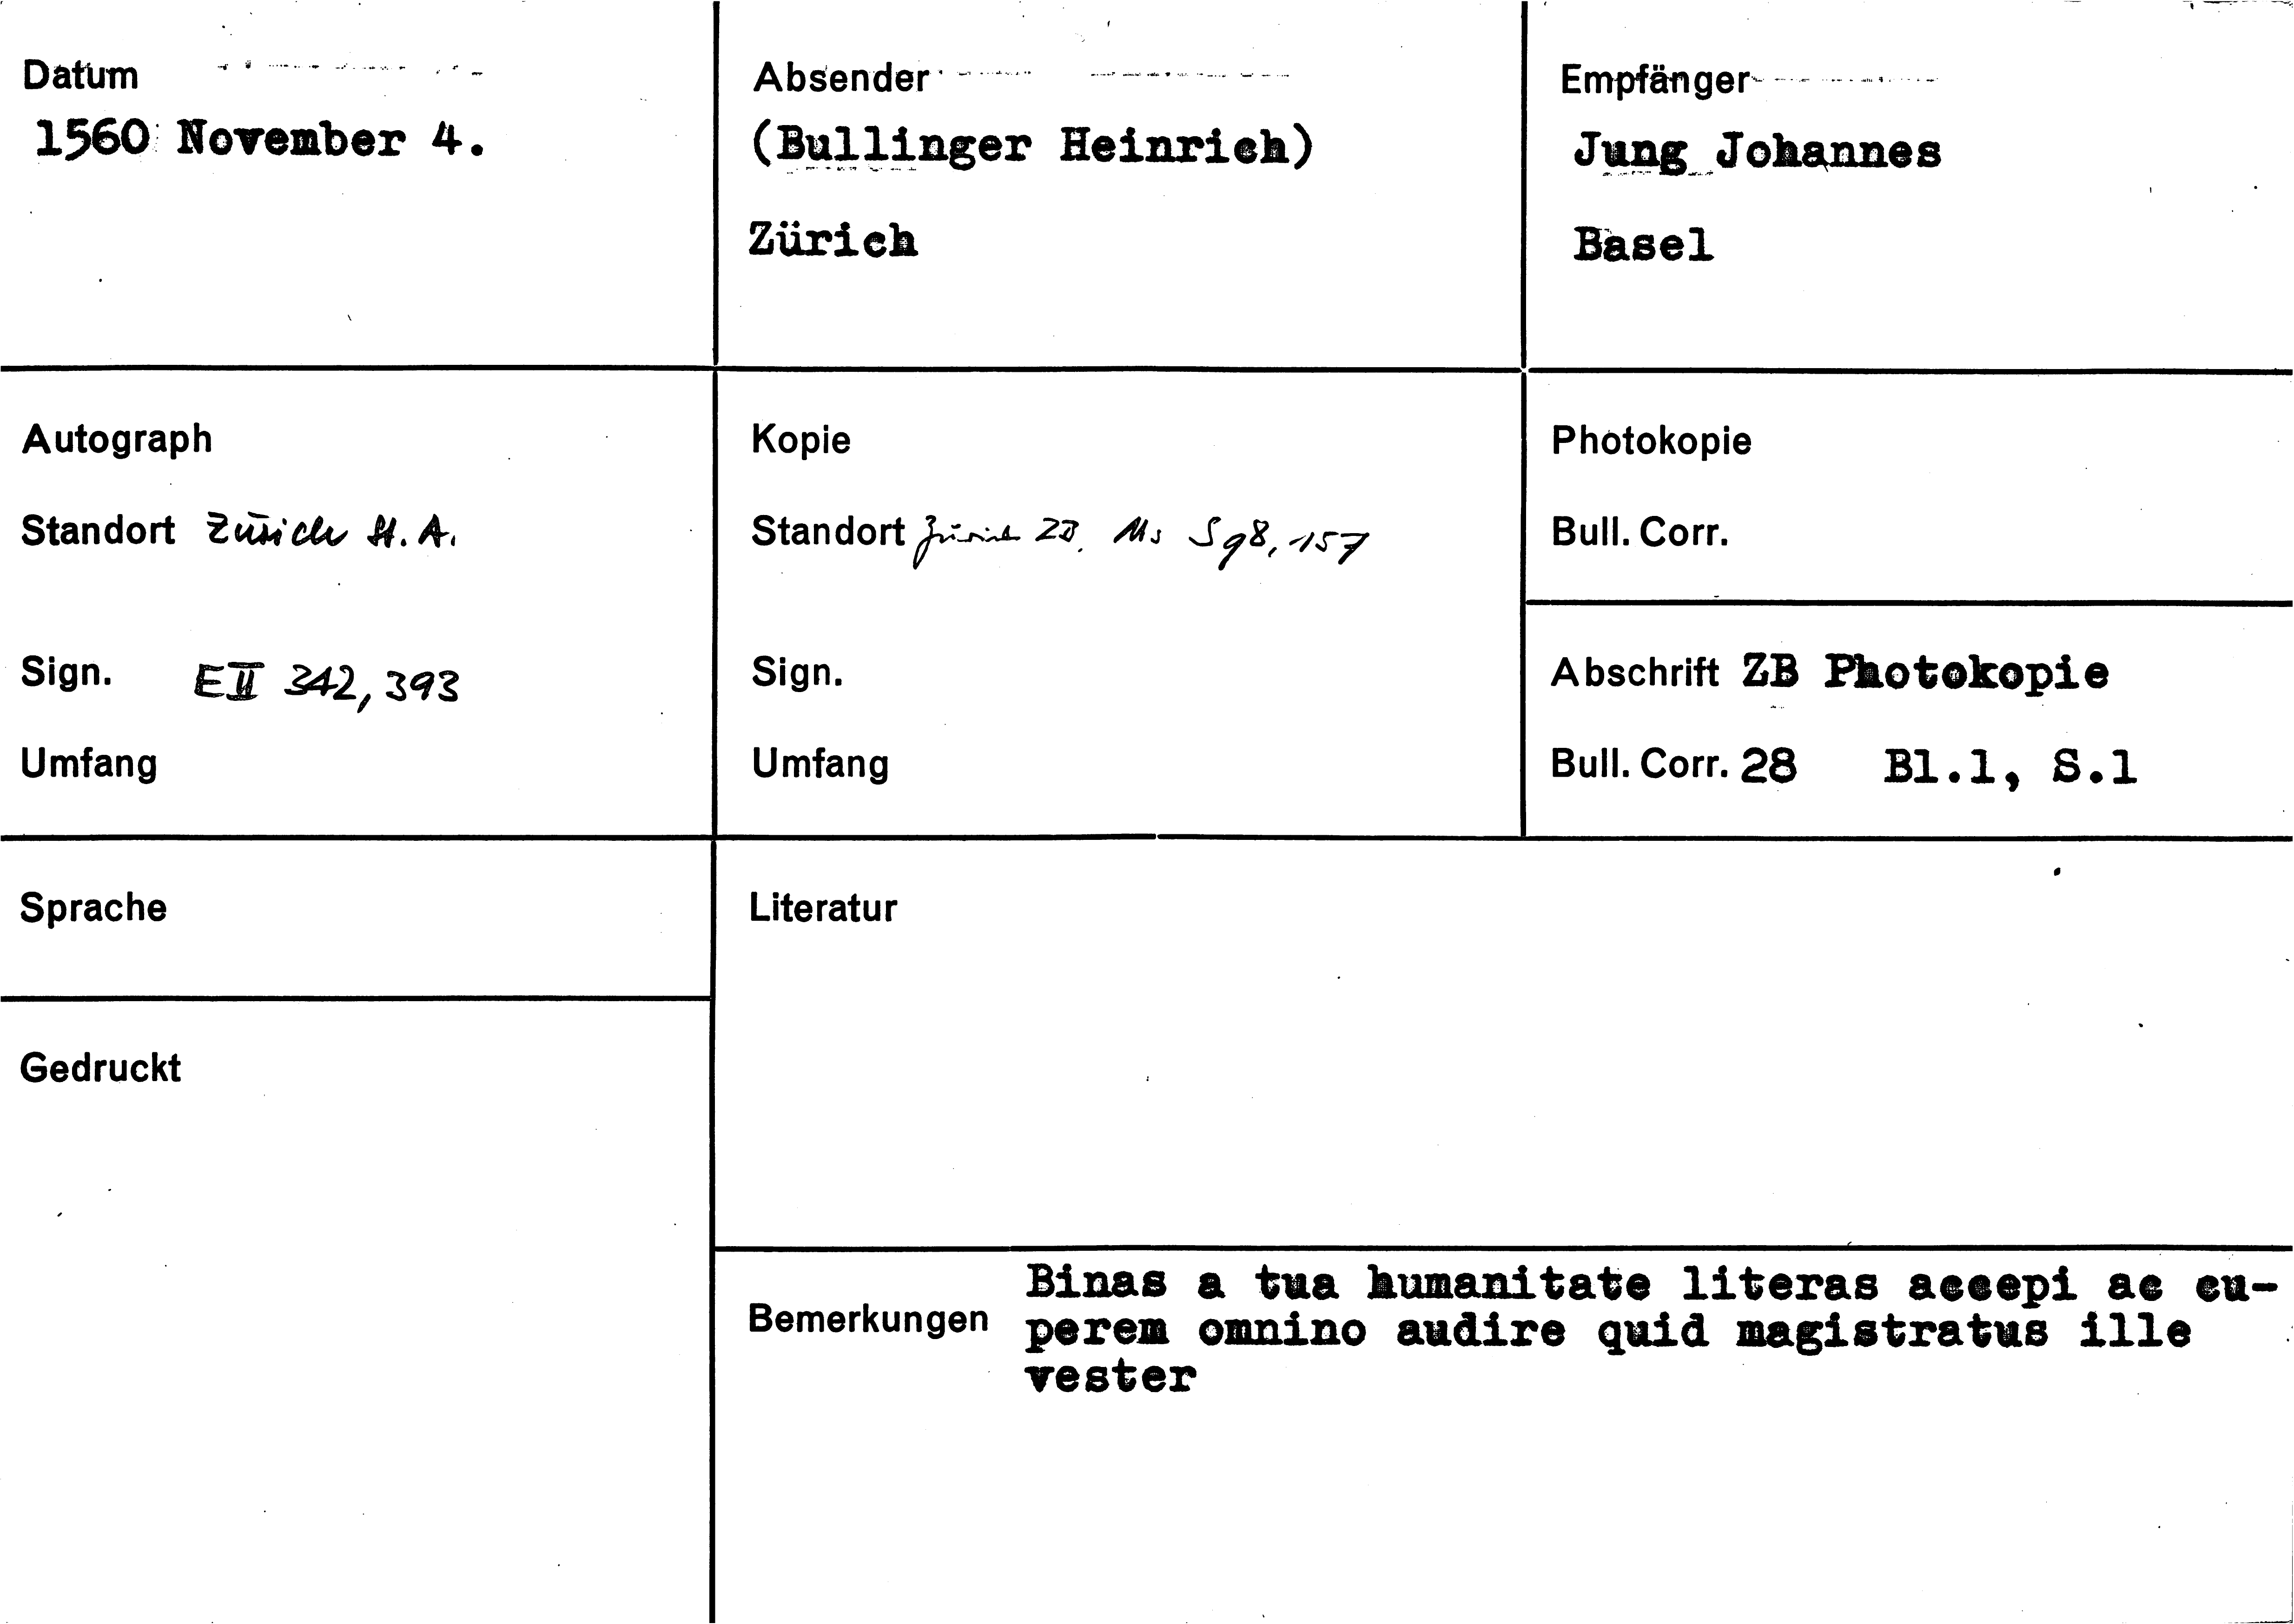 Datum
1560 November 4.
Absender
(Bullinger Heinrich)
Zürich
Empfänger
Jung Johannes
Basel
Autograph
Standort Zürich St. A.
Sign. E II 342, 393
Umfang
Kopie
Standort Zürich ZB. Ms S 98, 157
Sign.
Umfang
Photokopie
Bull. Corr.
Abschrift ZB Photokopie
Bull. Corr. 28 Bl.1, S.1
Sprache
Gedruckt
Literatur
Bemerkungen
Binas a tua humanitate literas accepi ac cu-
perem omnino audire quid magistratus ille
vester